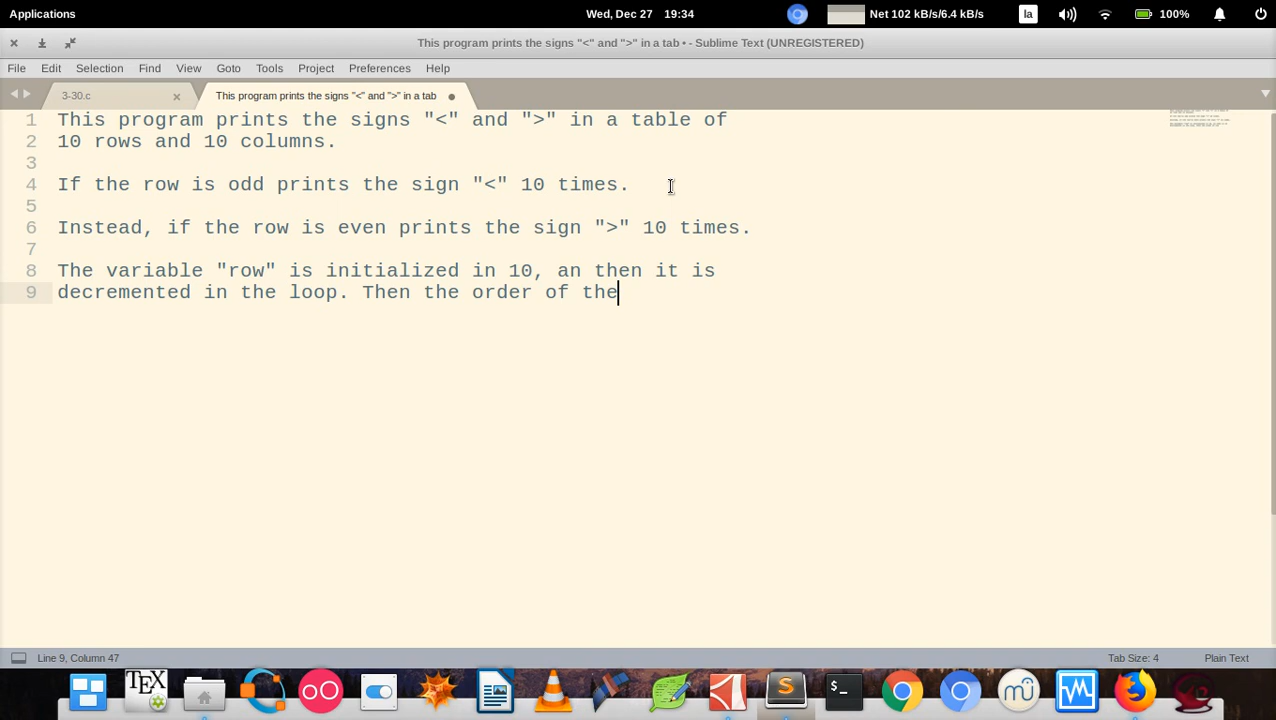 Applications
Wed, Dec 27 19:34
Net 102 kB/s/6.4 kB/s
la
100%
This program prints the signs "<" and ">" in a tab • - Sublime Text (UNREGISTERED)
File Edit Selection Find View Goto Tools Project Preferences Help
3-30.c
This program prints the signs "<" and ">" in a tab
1 This program prints the signs "<" and ">" in a table of
2 10 rows and 10 columns.
3
4 If the row is odd prints the sign "<" 10 times.
5
6 Instead, if the row is even prints the sign ">" 10 times.
7
8 The variable "row" is initialized in 10, an then it is
9 decremented in the loop. Then the order of the
Line 9, Column 47
Tab Size: 4
Plain Text
TEX
S
>_
mu